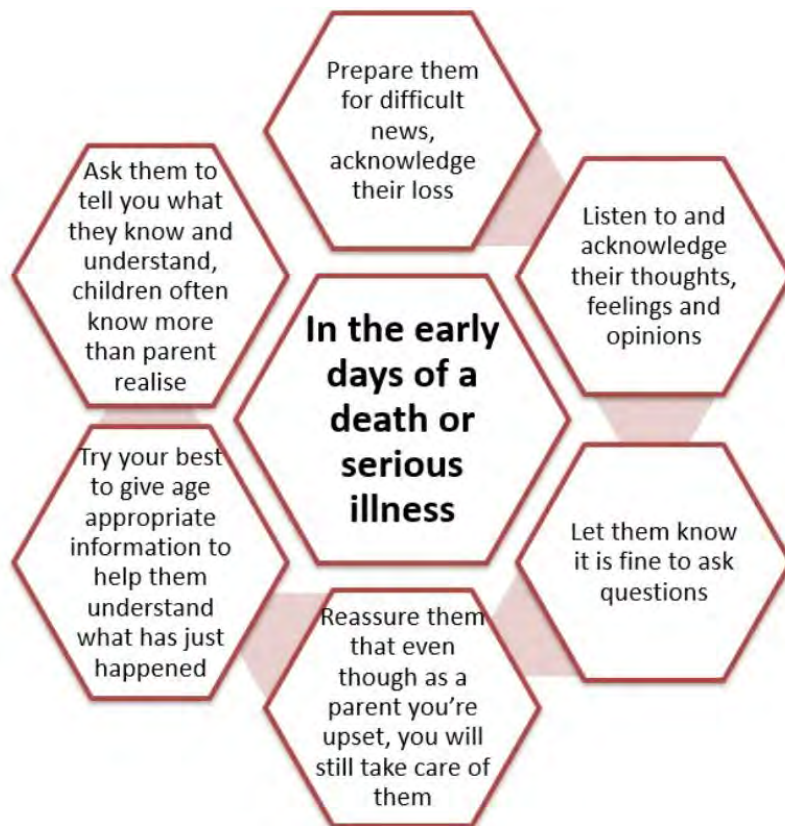 Prepare them
for difficult
news,
acknowledge
their loss
Listen to and
acknowledge
their thoughts,
feelings and
opinions
Let them know
it is fine to ask
questions
Reassure them
that even
though as a
parent you're
upset, you will
still take care of
them
Try your best
to give age
appropriate
information to
help them
understand
what has just
happened
Ask them to
tell you what
they know and
understand,
children often
know more
than parent
realise
In the early
days of a
death or
serious
illness